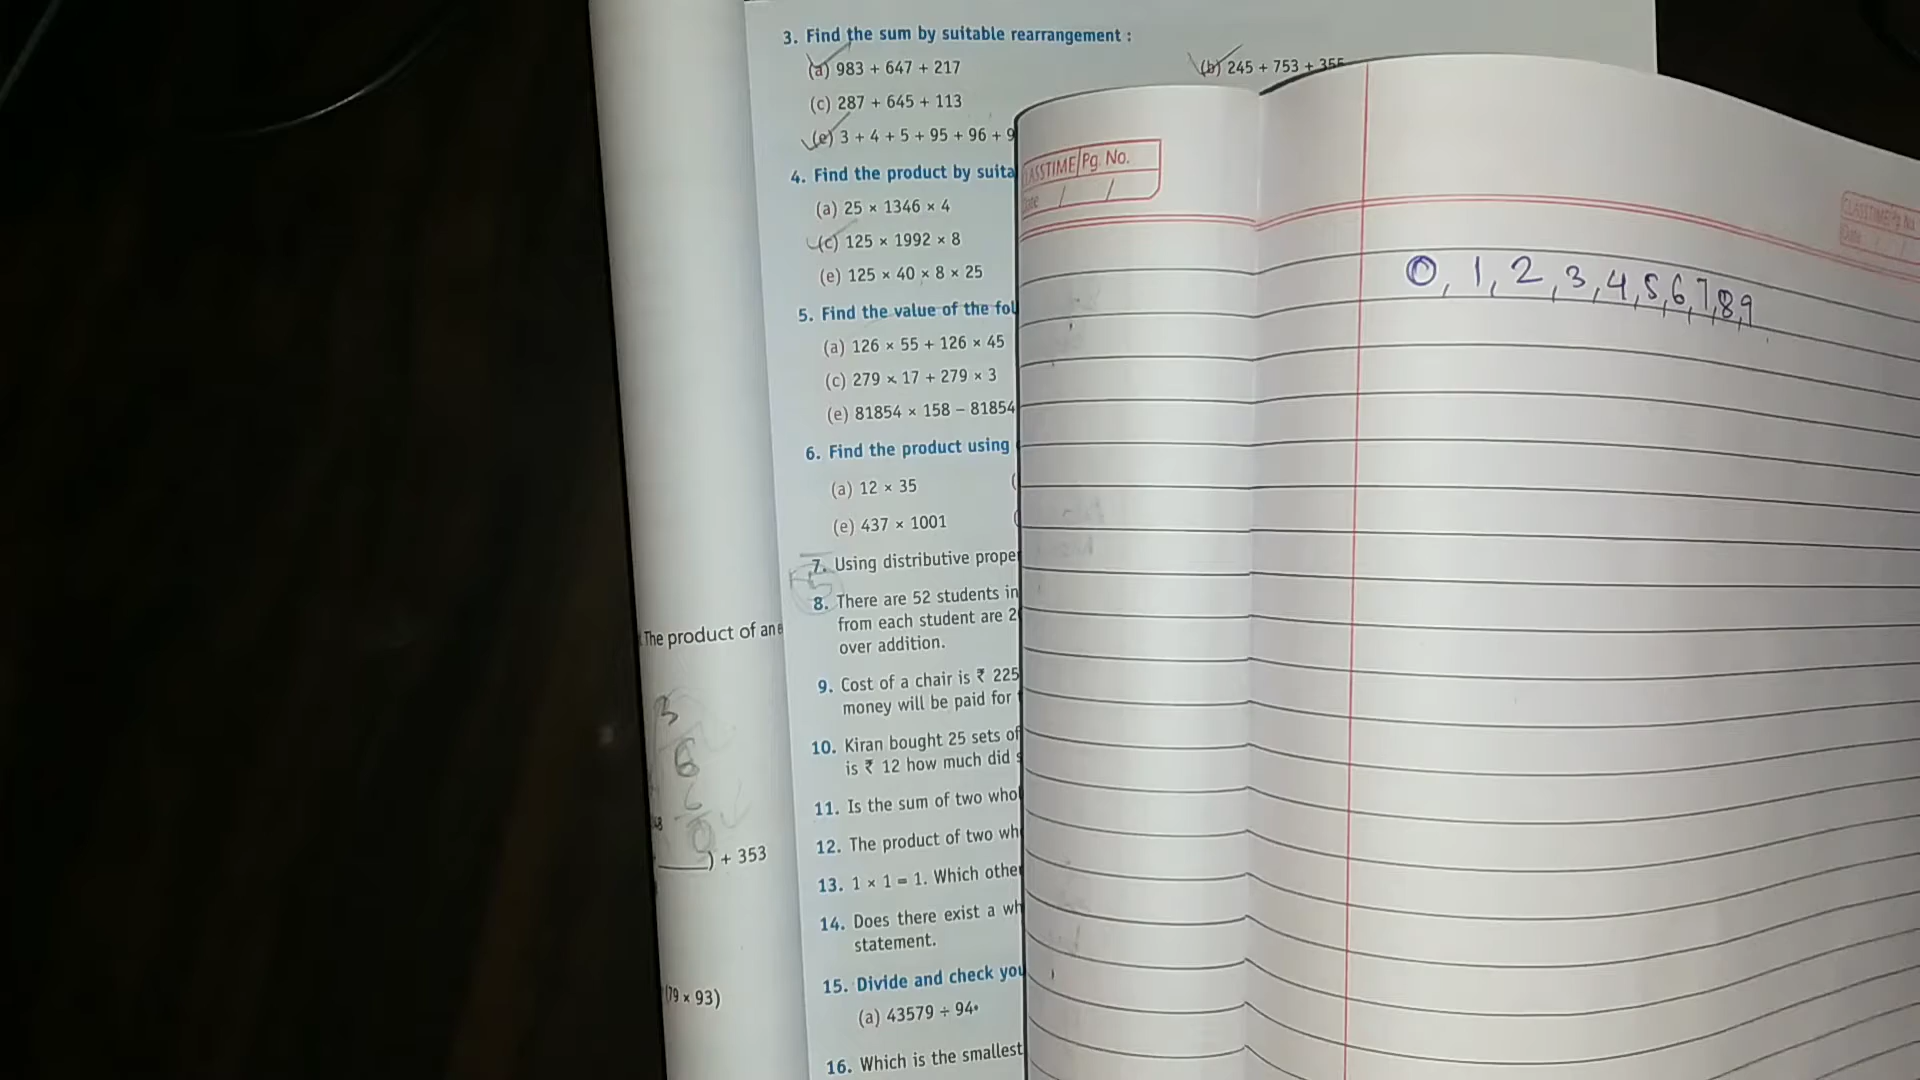 3. Find the sum by suitable rearrangement :
(a) 983 + 647 + 217
(b) 245 + 753 + 355
(c) 287 + 645 + 113
(e) 3 + 4 + 5 + 95 + 96 + 9
4. Find the product by suita
(a) 25 × 1346 × 4
(c) 125 × 1992 × 8
(e) 125 × 40 × 8 × 25
5. Find the value of the fol
(a) 126 × 55 + 126 × 45
(c) 279 × 17 + 279 × 3
(e) 81854 × 158 – 81854
6. Find the product using
(a) 12 × 35
(e) 437 × 1001
7. Using distributive prope
8. There are 52 students in
from each student are 2
over addition.
9. Cost of a chair is ₹ 225
money will be paid for
10. Kiran bought 25 sets of
is ₹ 12 how much did
11. Is the sum of two who
12. The product of two wh
13. 1 × 1 = 1. Which othe
14. Does there exist a wh
statement.
15. Divide and check you
(a) 43579 ÷ 94
16. Which is the smallest
The product of an
3
6
) + 353
(79 × 93)
CLASSTIME Pg. No.
Date / /
CLASSTIME Pg. No.
Date / /
0, 1, 2, 3, 4, 5, 6, 7, 8, 9